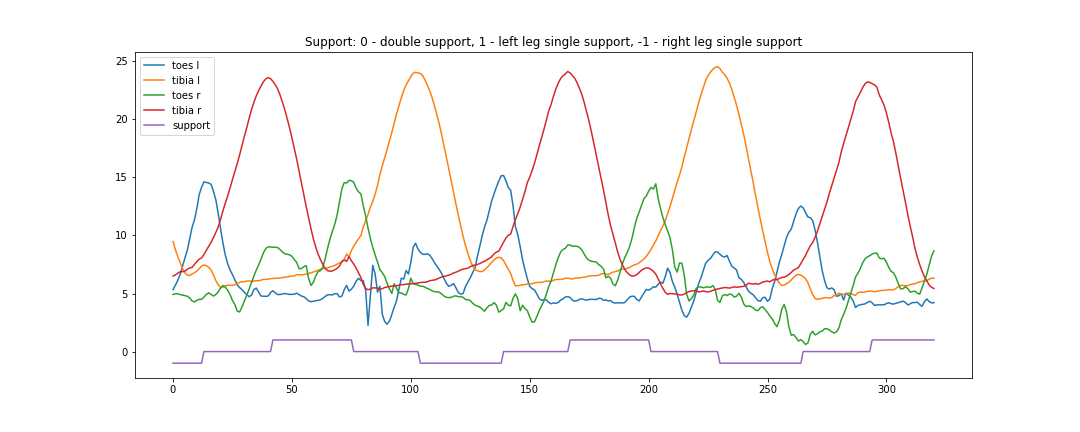 Support: 0 - double support, 1 - left leg single support, -1 - right leg single support
25
20
15
10
5
0
toes l
tibia l
toes r
tibia r
support
0 50 100 150 200 250 300